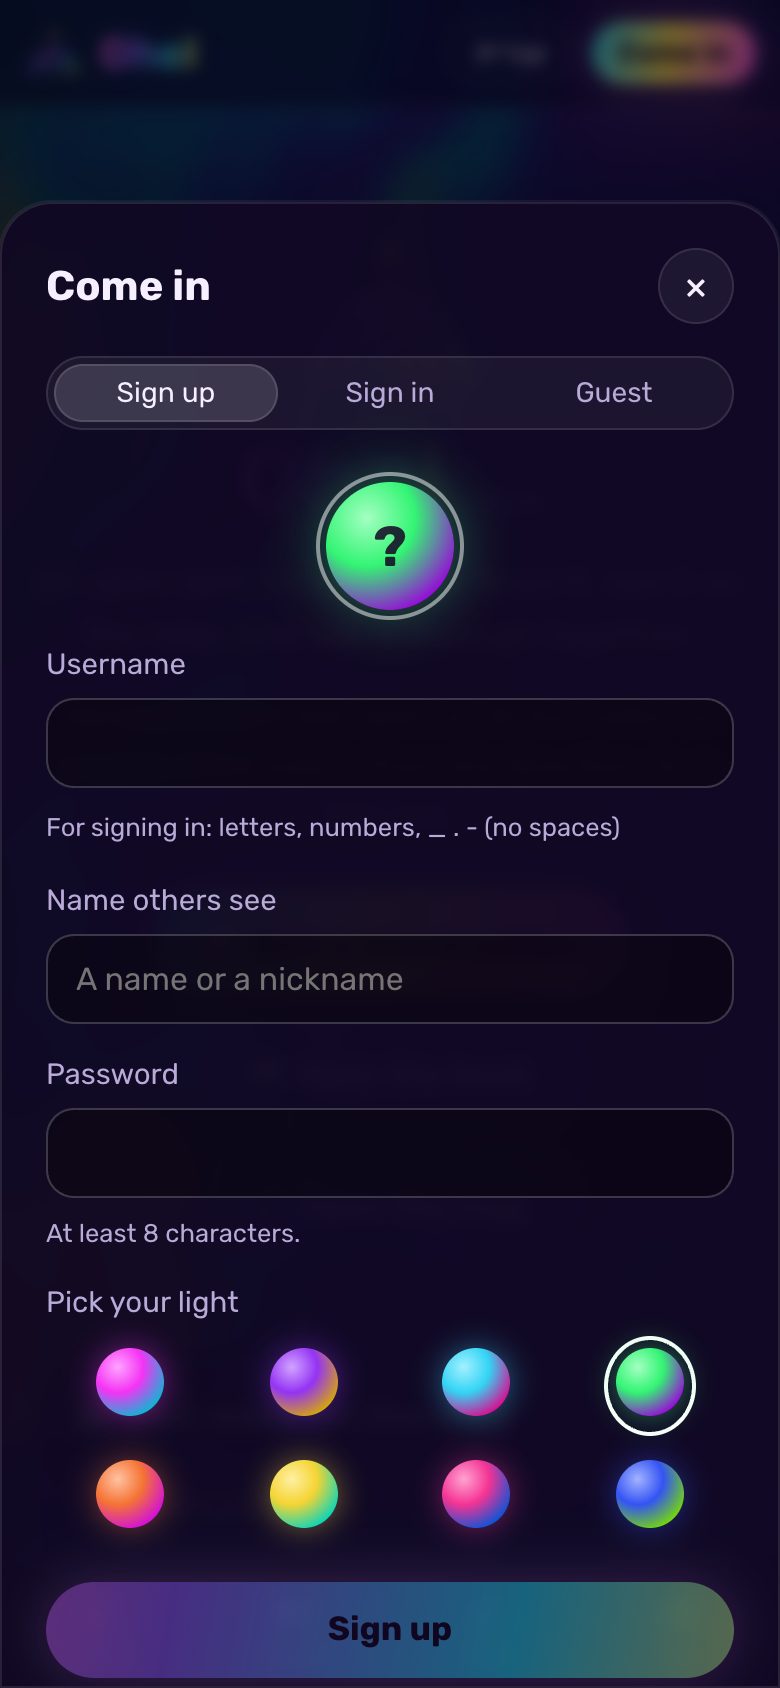 Come in
×
Sign up
Sign in
Guest
?
Username
For signing in: letters, numbers, _ . - (no spaces)
Name others see
A name or a nickname
Password
At least 8 characters.
Pick your light
Sign up